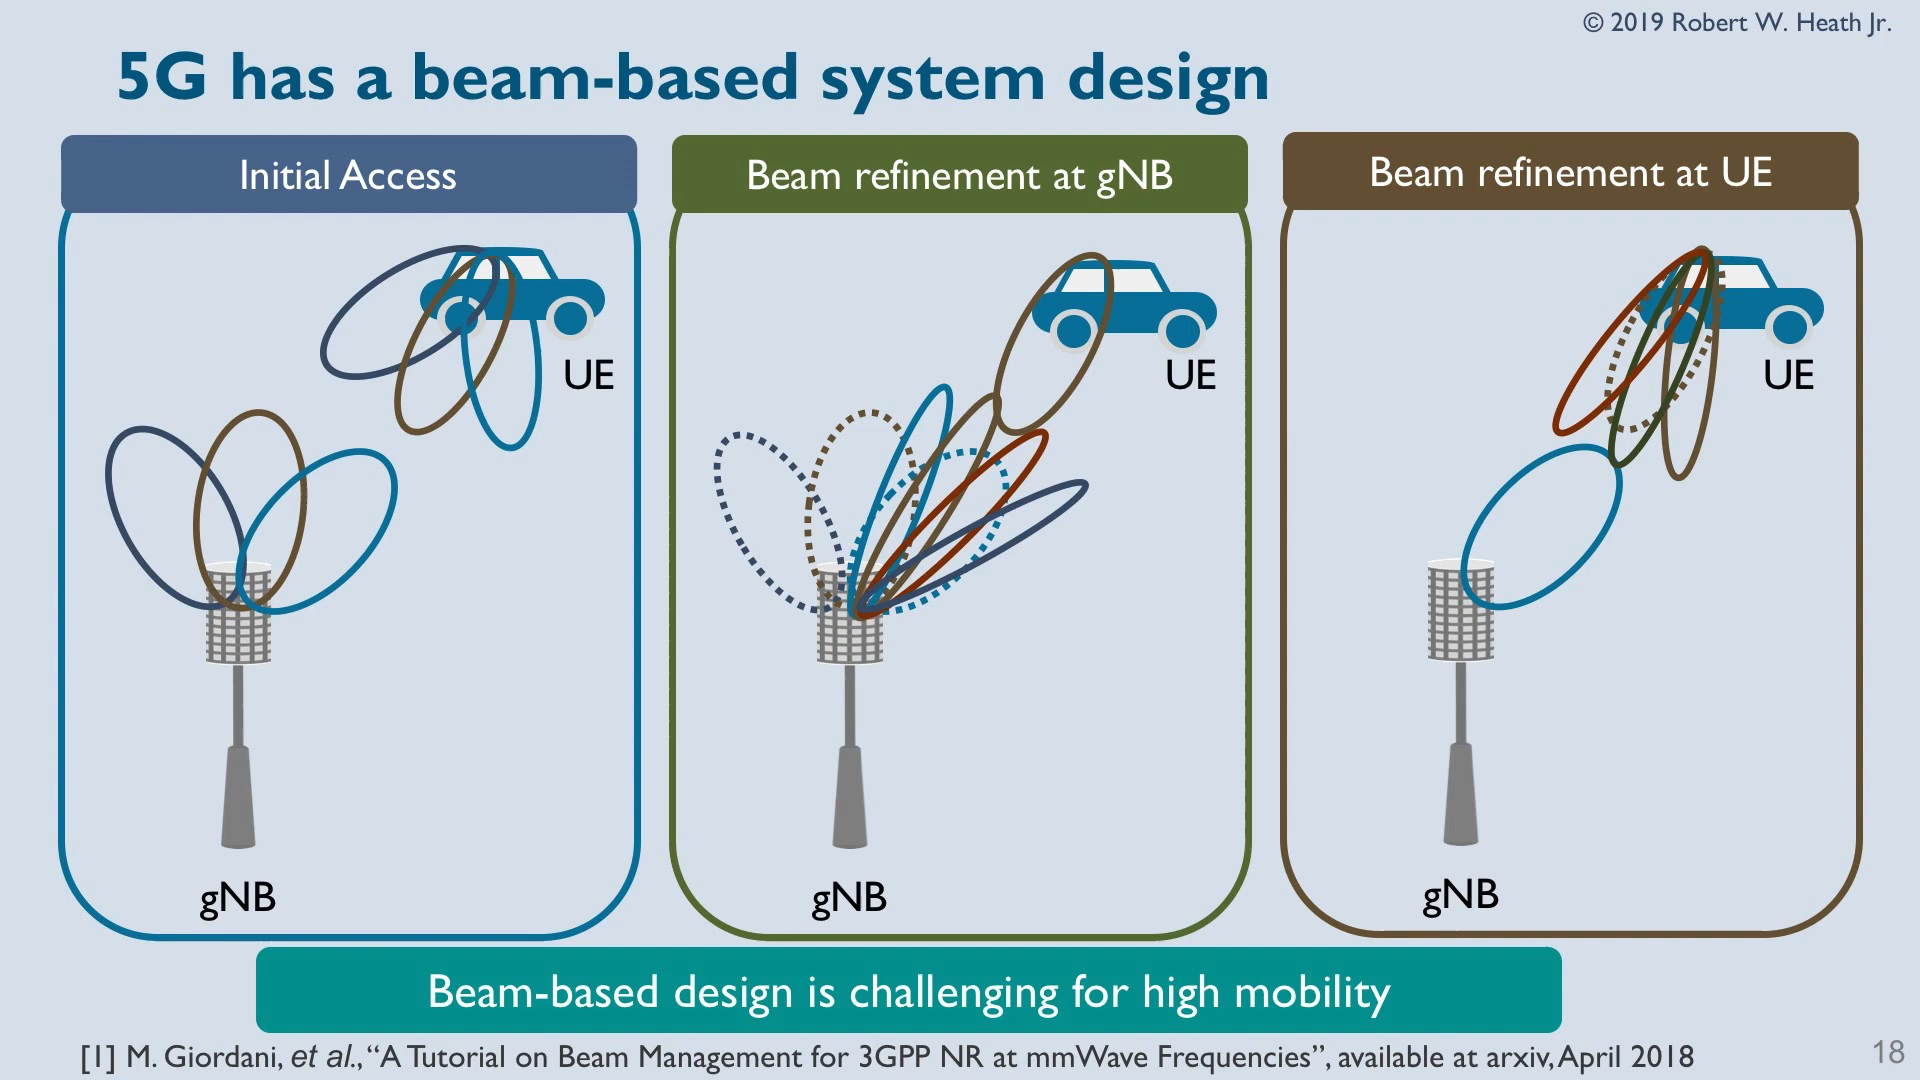 © 2019 Robert W. Heath Jr.
5G has a beam-based system design
Initial Access
Beam refinement at gNB
Beam refinement at UE
UE
UE
UE
gNB
gNB
gNB
Beam-based design is challenging for high mobility
[1] M. Giordani, et al., “A Tutorial on Beam Management for 3GPP NR at mmWave Frequencies”, available at arxiv, April 2018
18